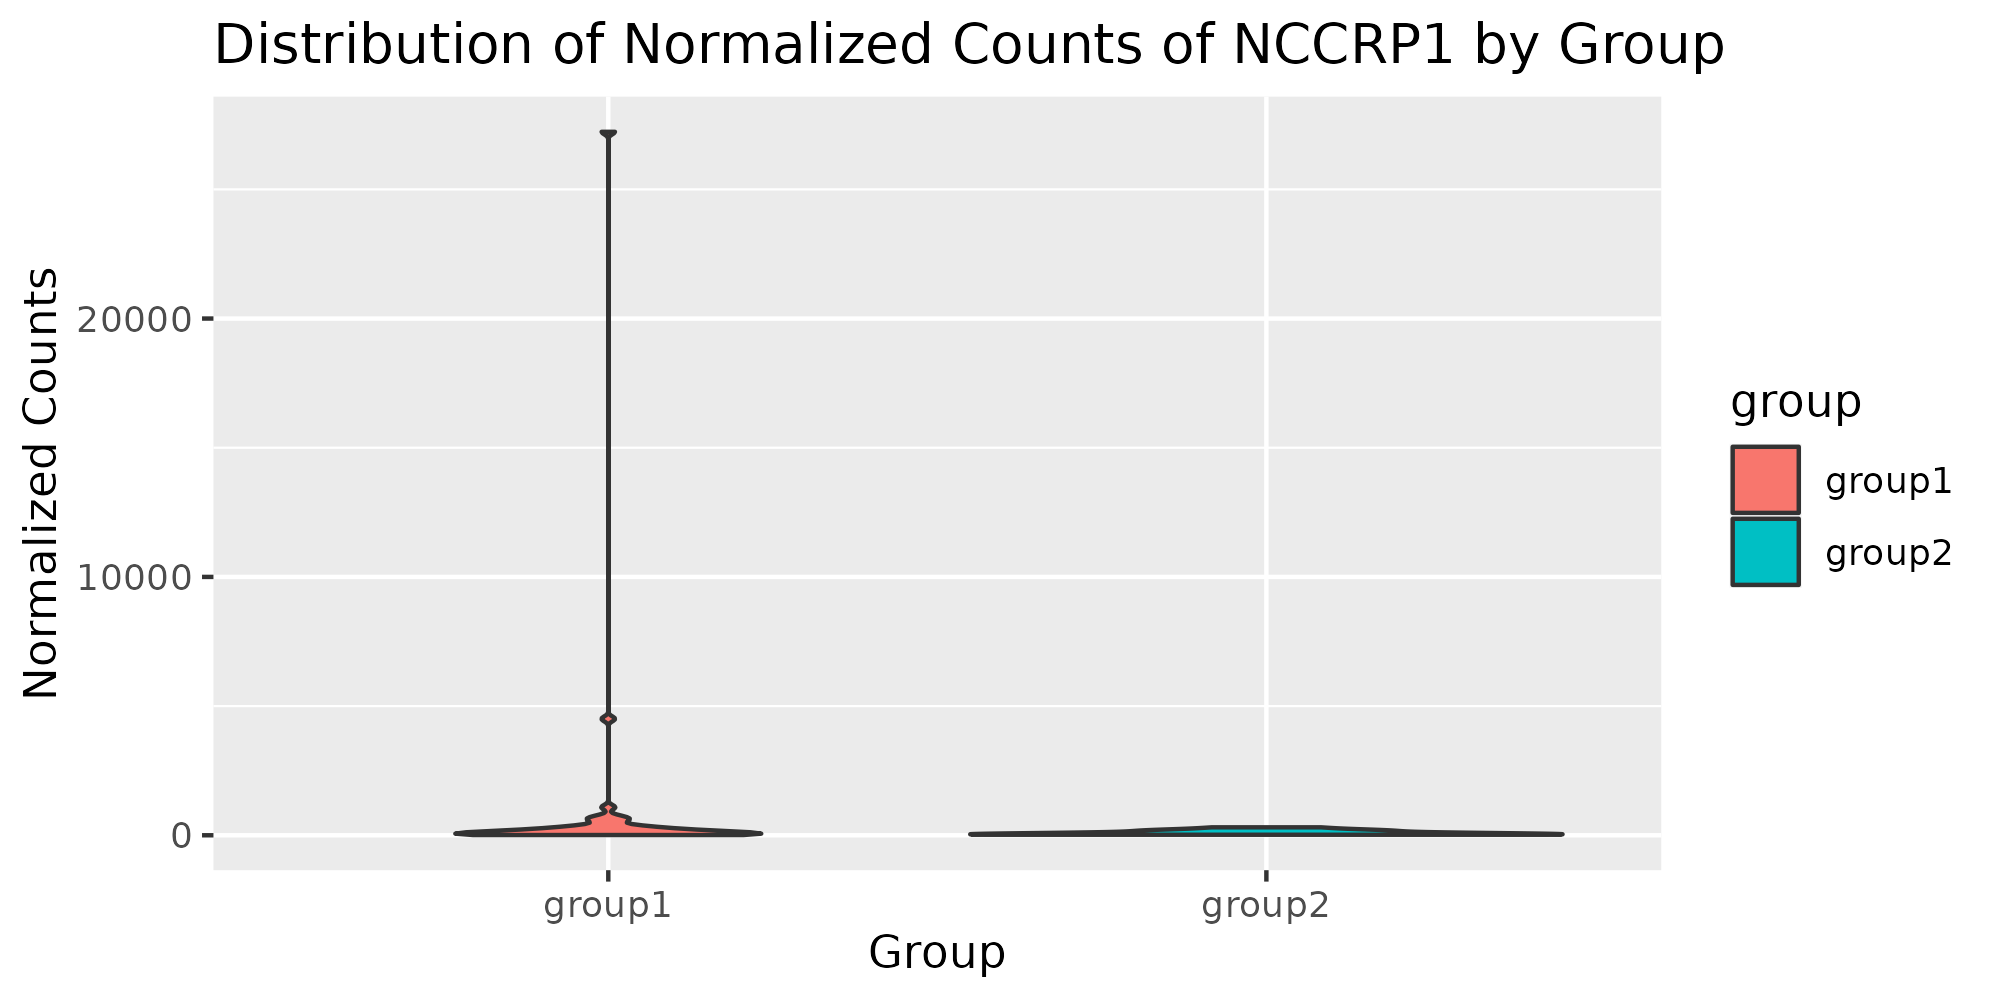 Distribution of Normalized Counts of NCCRP1 by Group
Normalized Counts
20000
10000
0
group1
group2
Group
group
group1
group2